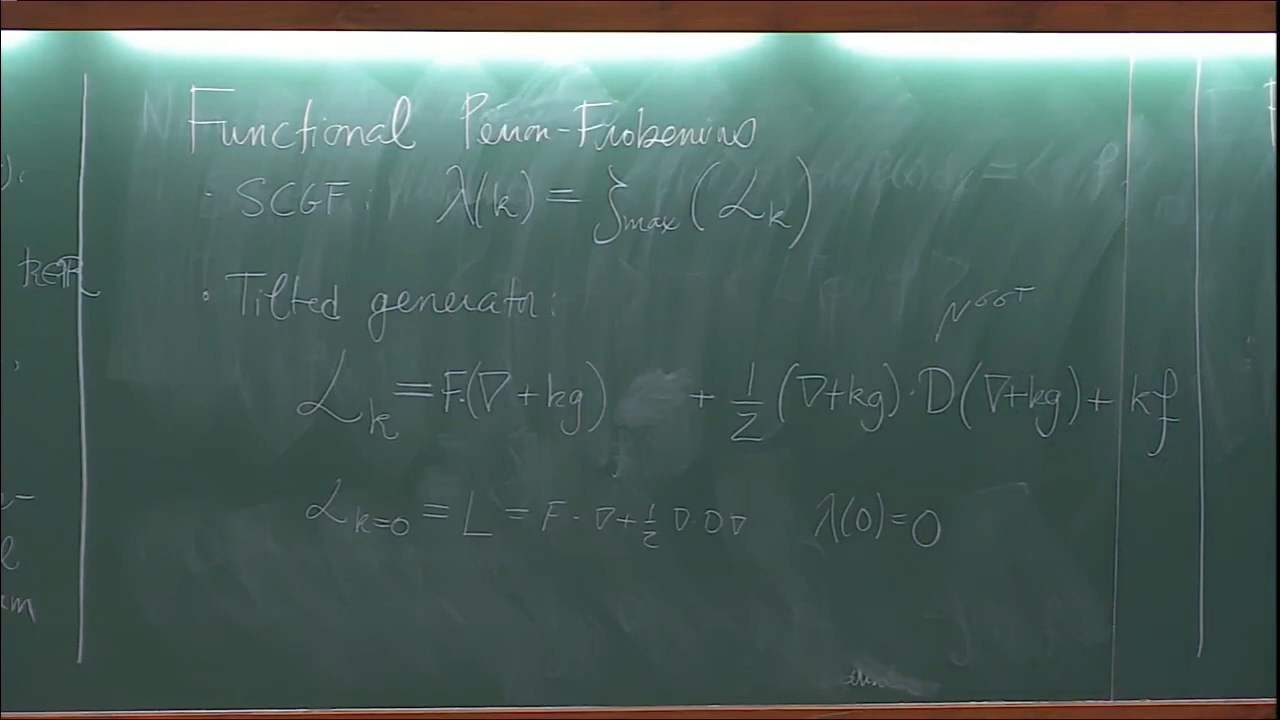 Functional Perron-Frobenius
· SCGF: λ(k) = ζmax (ℒk)
k∈ℝ
· Tilted generator:
σσᵀ
ℒk = F·(∇+kg) + 1/2 (∇+kg)·D(∇+kg) + kf
ℒk=0 = L = F·∇ + 1/2 ∇·D∇ λ(0)=0